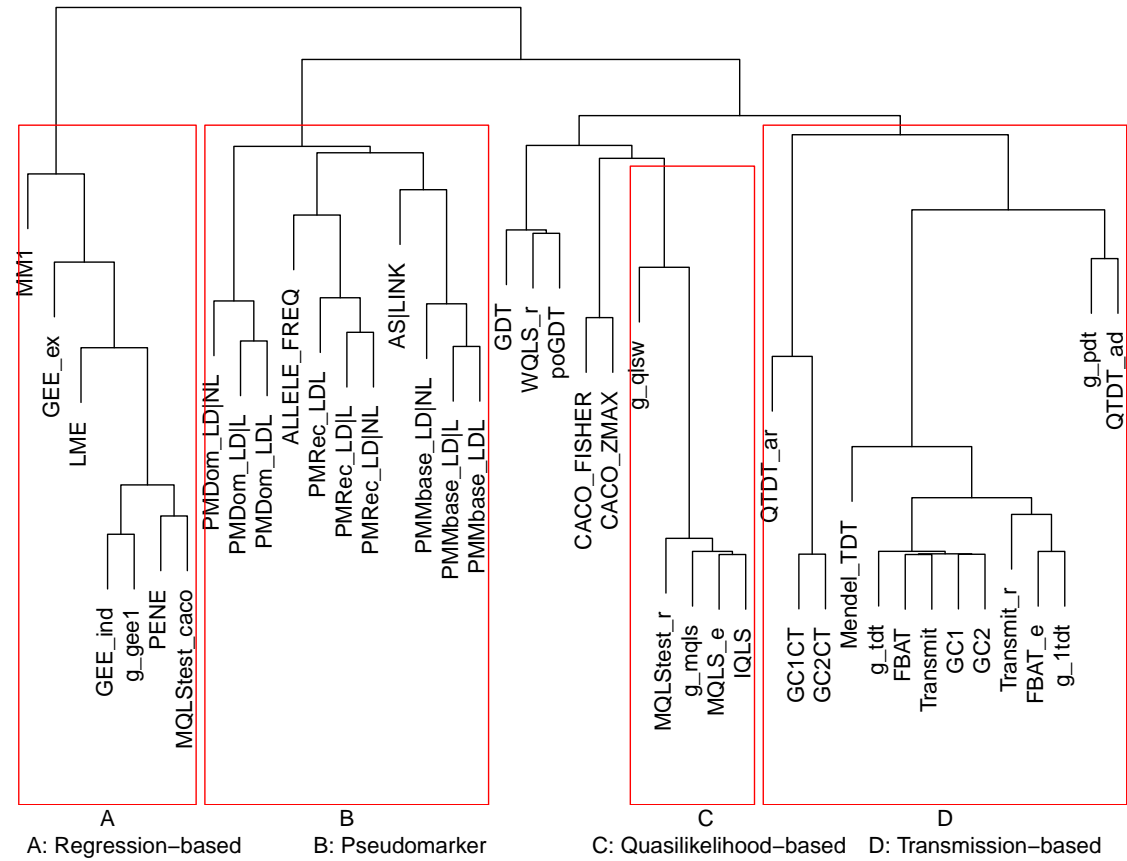 MM1
GEE_ex
LME
GEE_ind
g_gee1
PENE
MQLStest_caco
PMDom_LD|NL
PMDom_LD|L
PMDom_LDL
ALLELE_FREQ
PMRec_LDL
PMRec_LD|L
PMRec_LD|NL
AS|LINK
PMMbase_LD|NL
PMMbase_LD|L
PMMbase_LDL
GDT
WQLS_r
poGDT
CACO_FISHER
CACO_ZMAX
g_qlsw
MQLStest_r
g_mqls
MQLS_e
IQLS
QTDT_ar
GC1CT
GC2CT
Mendel_TDT
g_tdt
FBAT
Transmit
GC1
GC2
Transmit_r
FBAT_e
g_1tdt
g_pdt
QTDT_ad
A B C D
A: Regression−based B: Pseudomarker C: Quasilikelihood−based D: Transmission−based